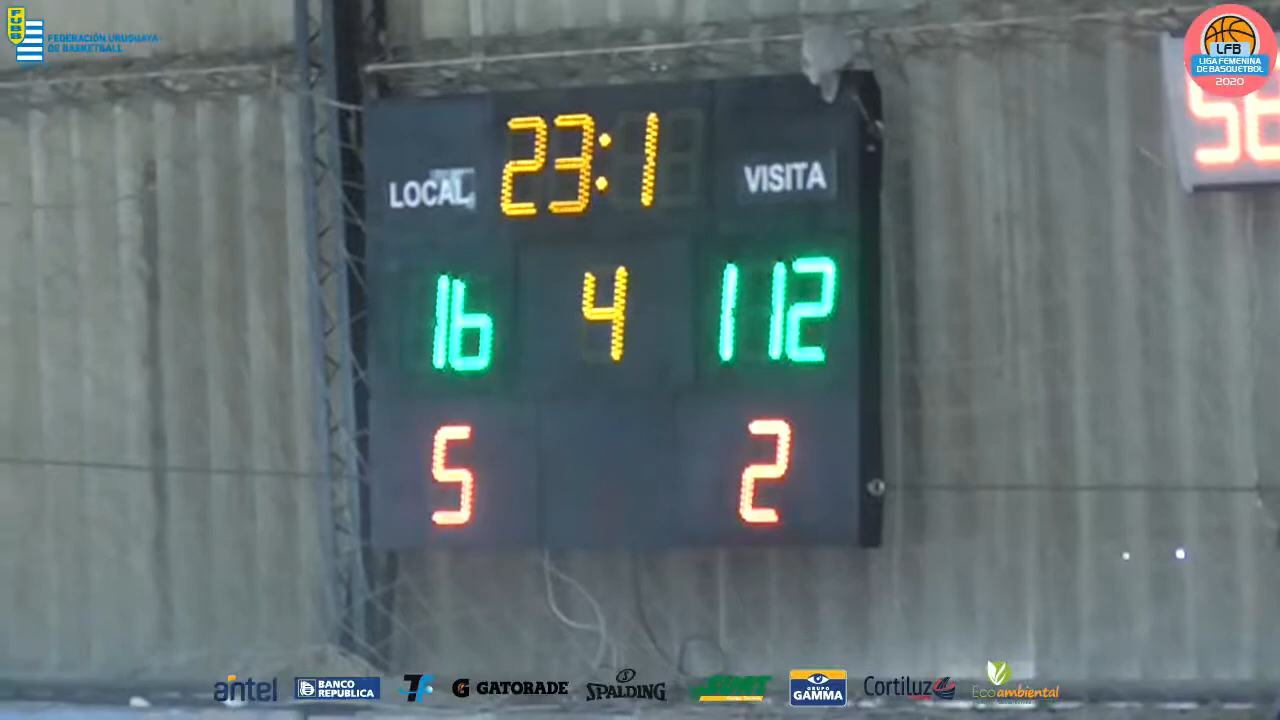 FUBB
FEDERACIÓN URUGUAYA
DE BASKETBALL
LFB
LIGA FEMENINA
DE BASQUETBOL
2020
23:1
LOCAL
VISITA
16
4
112
5
2
antel
BANCO
REPUBLICA
GATORADE
SPALDING
GRUPO
GAMMA
Cortiluz
Ecoambiental